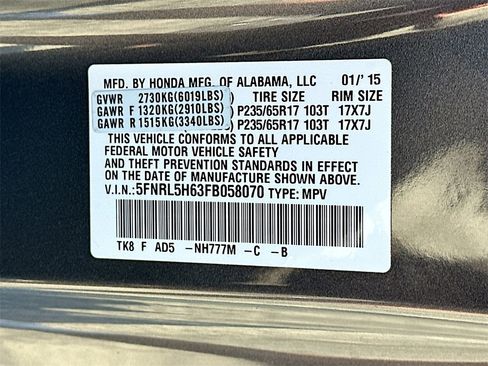 MFD. BY HONDA MFG. OF ALABAMA, LLC 01/'15
GVWR 2730KG(6019LBS) TIRE SIZE RIM SIZE
GAWR F 1320KG(2910LBS) P235/65R17 103T 17X7J
GAWR R 1515KG(3340LBS) P235/65R17 103T 17X7J
THIS VEHICLE CONFORMS TO ALL APPLICABLE
FEDERAL MOTOR VEHICLE SAFETY
AND THEFT PREVENTION STANDARDS IN EFFECT
ON THE DATE OF MANUFACTURE SHOWN ABOVE.
V.I.N: 5FNRL5H63FB058070 TYPE: MPV
TK8 F AD5 -NH777M -C -B